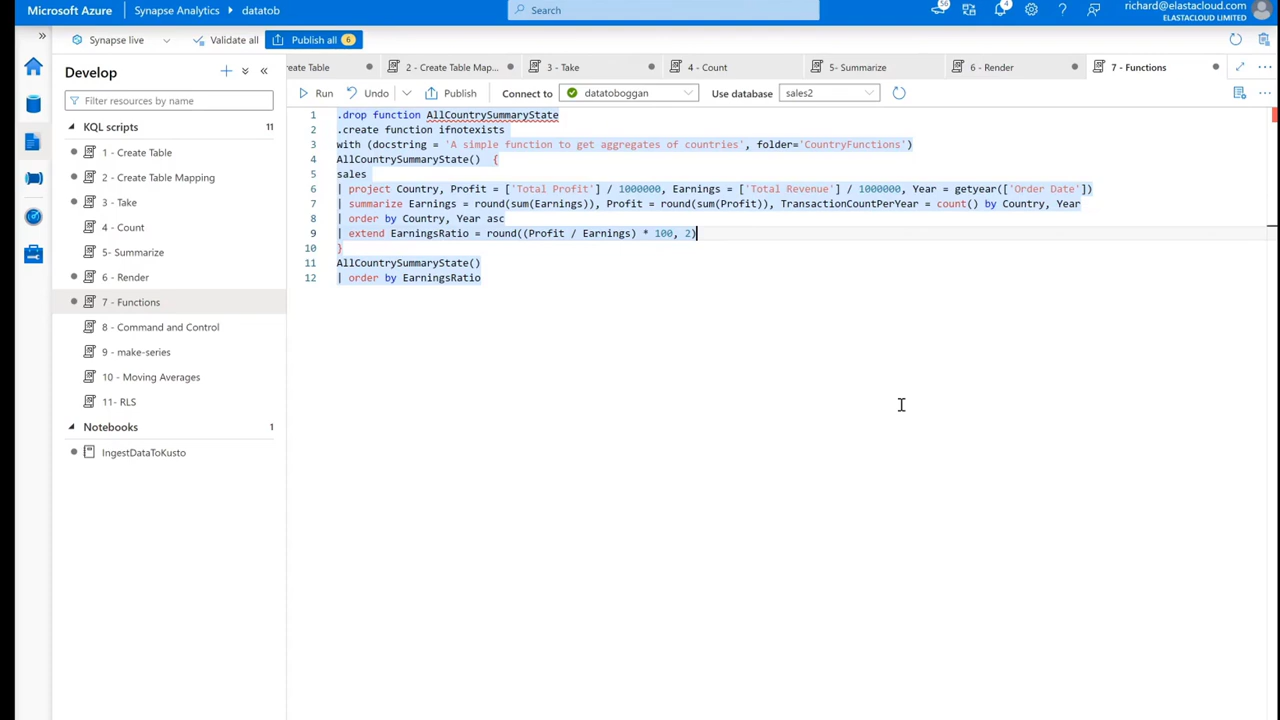 Microsoft Azure
Synapse Analytics
datatob
Search
56
4
richard@elastacloud.com
ELASTACLOUD LIMITED
Synapse live
Validate all
Publish all
6
Develop
Filter resources by name
KQL scripts
11
1 - Create Table
2 - Create Table Mapping
3 - Take
4 - Count
5- Summarize
6 - Render
7 - Functions
8 - Command and Control
9 - make-series
10 - Moving Averages
11- RLS
Notebooks
1
IngestDataToKusto
reate Table
2 - Create Table Map...
3 - Take
4 - Count
5- Summarize
6 - Render
7 - Functions
Run
Undo
Publish
Connect to
datatoboggan
Use database
sales2
1 .drop function AllCountrySummaryState
2 .create function ifnotexists
3 with (docstring = 'A simple function to get aggregates of countries', folder='CountryFunctions')
4 AllCountrySummaryState() {
5 sales
6 | project Country, Profit = ['Total Profit'] / 1000000, Earnings = ['Total Revenue'] / 1000000, Year = getyear(['Order Date'])
7 | summarize Earnings = round(sum(Earnings)), Profit = round(sum(Profit)), TransactionCountPerYear = count() by Country, Year
8 | order by Country, Year asc
9 | extend EarningsRatio = round((Profit / Earnings) * 100, 2)
10 }
11 AllCountrySummaryState()
12 | order by EarningsRatio